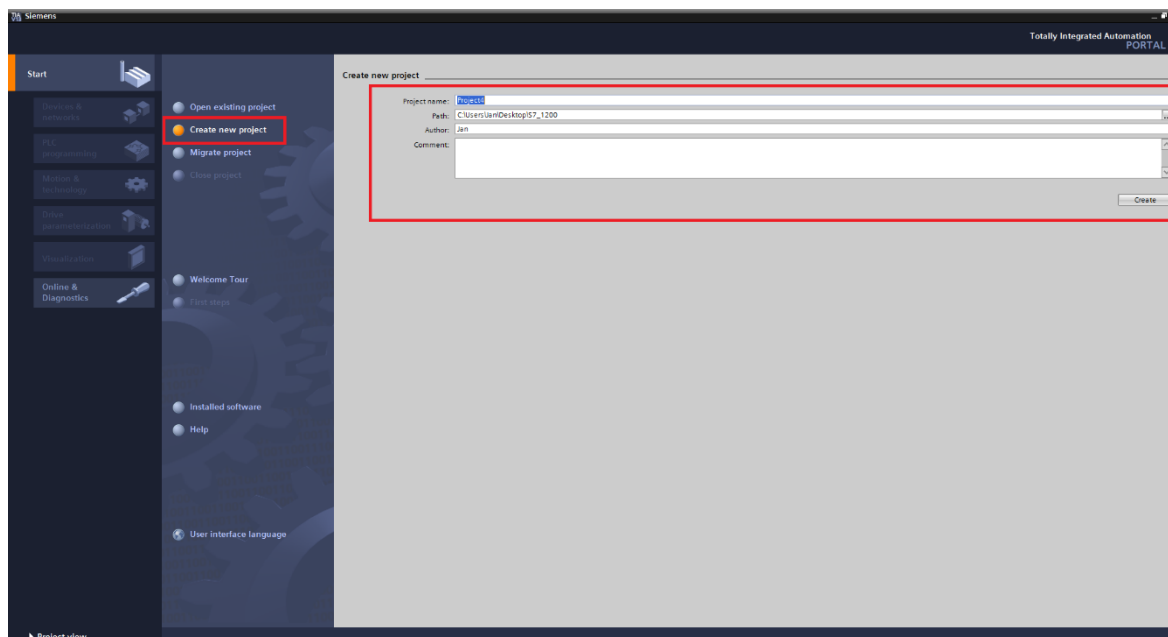 Siemens
Totally Integrated Automation
PORTAL
Start
Devices &
networks
PLC
programming
Motion &
technology
Drive
parameterization
Visualization
Online &
Diagnostics
Open existing project
Create new project
Migrate project
Close project
Welcome Tour
First steps
Installed software
Help
User interface language
Create new project
Project name: Project4
Path: C:\Users\Jan\Desktop\S7_1200
Author: Jan
Comment:
Create
Project view